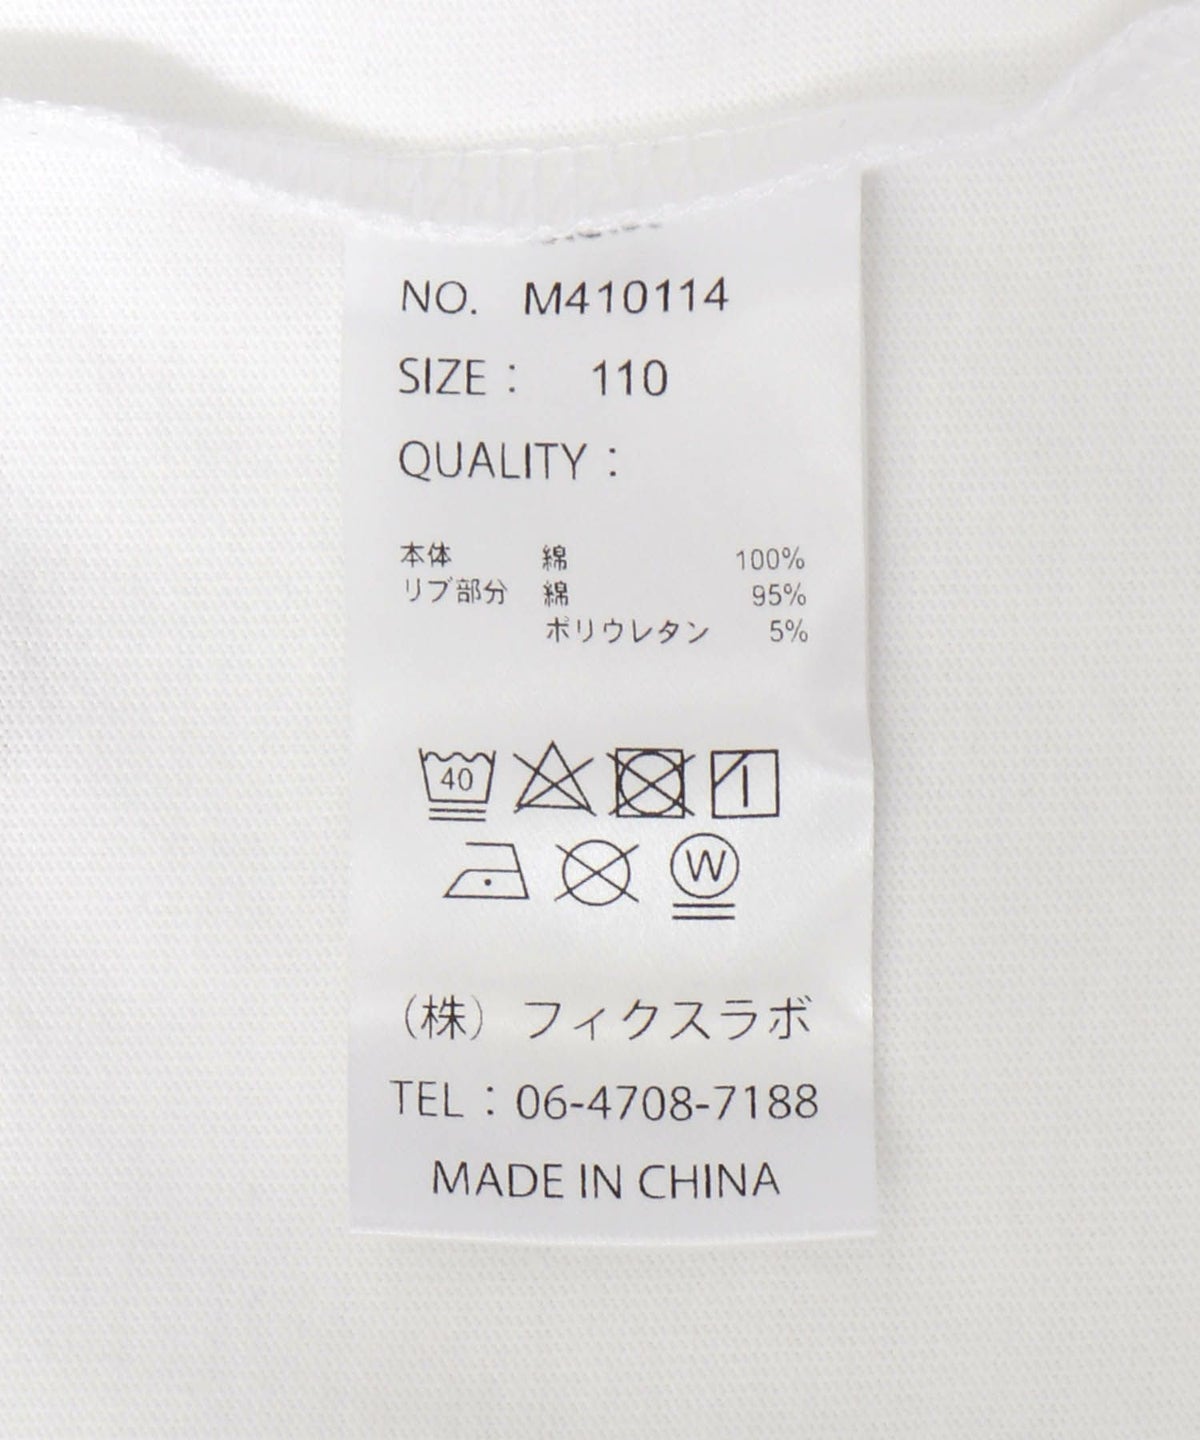 NO. M410114
SIZE : 110
QUALITY :
本体 綿 100%
リブ部分 綿 95%
ポリウレタン 5%
40
W
(株) フィクスラボ
TEL : 06-4708-7188
MADE IN CHINA